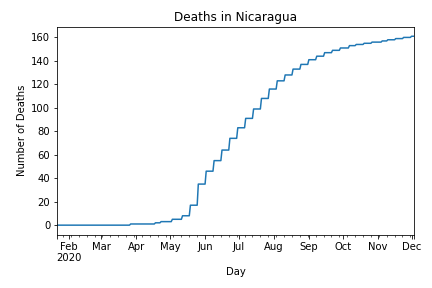 Deaths in Nicaragua
160
140
120
100
80
60
40
20
0
Number of Deaths
Feb Mar Apr May Jun Jul Aug Sep Oct Nov Dec
2020
Day